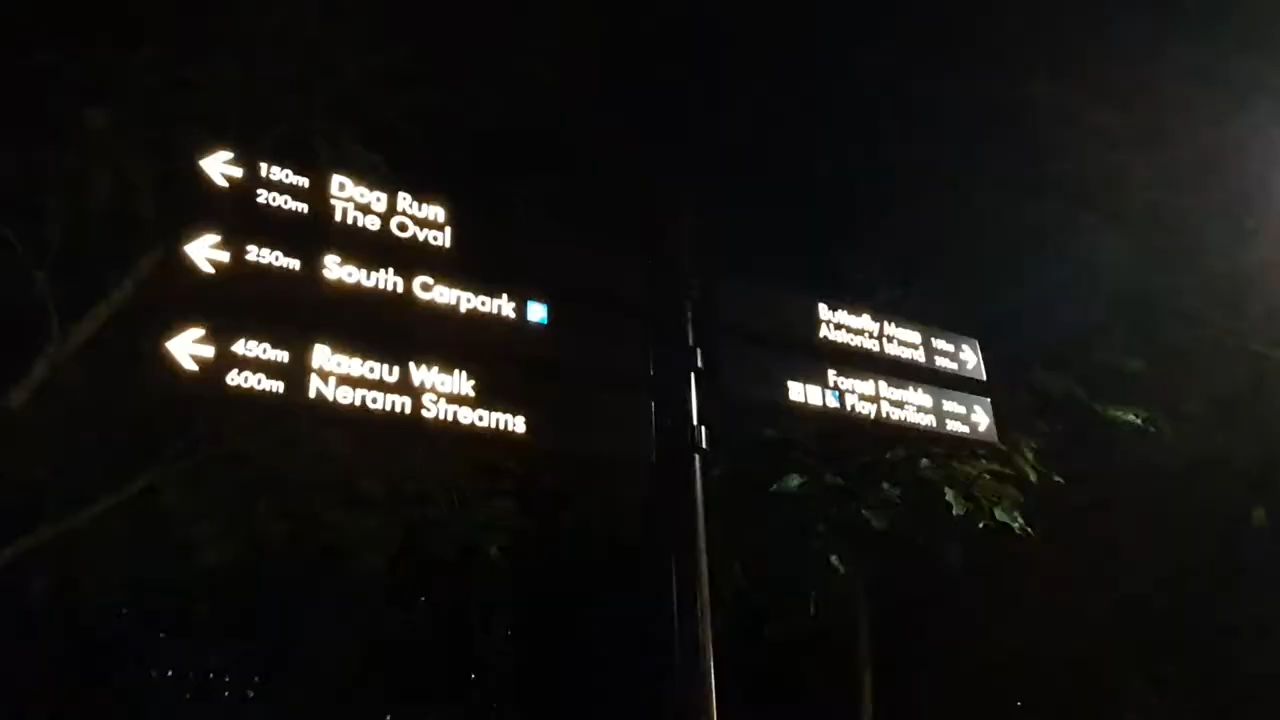 150m Dog Run
200m The Oval
250m South Carpark P
450m Rasau Walk
600m Neram Streams
Butterfly Maze
Alstonia Island
Forest Ramble
Play Pavilion